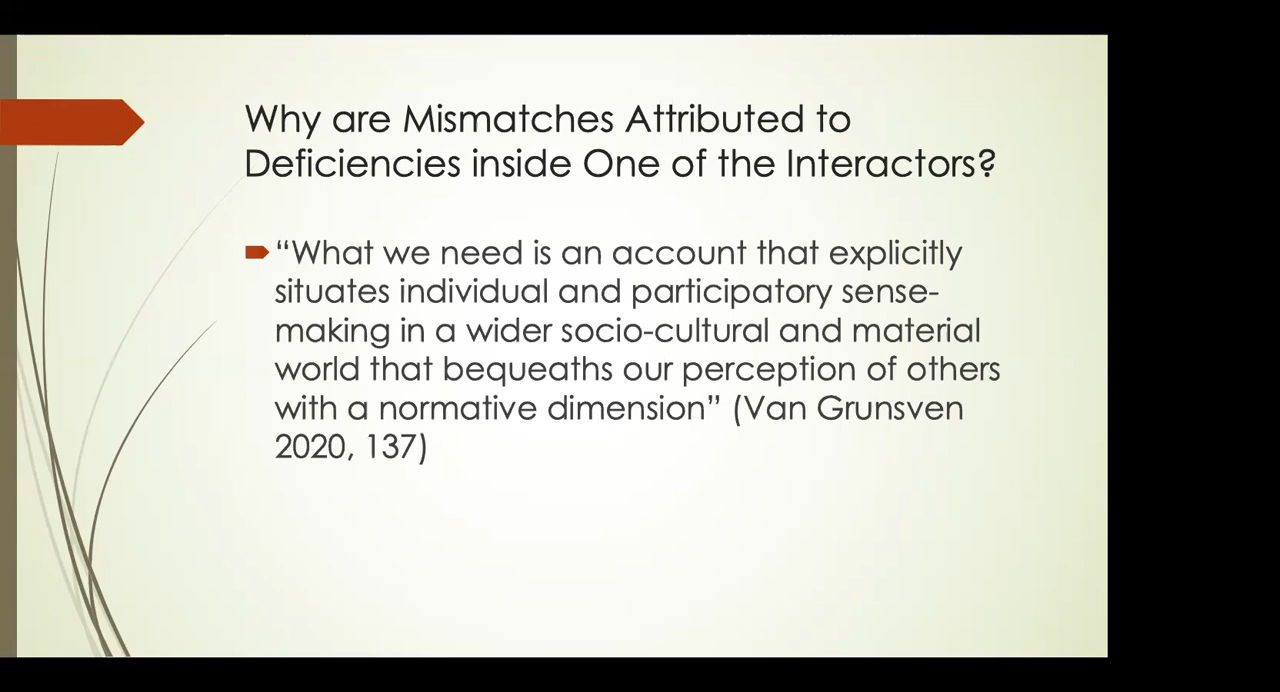 Why are Mismatches Attributed to
Deficiencies inside One of the Interactors?
“What we need is an account that explicitly
situates individual and participatory sense-
making in a wider socio-cultural and material
world that bequeaths our perception of others
with a normative dimension” (Van Grunsven
2020, 137)